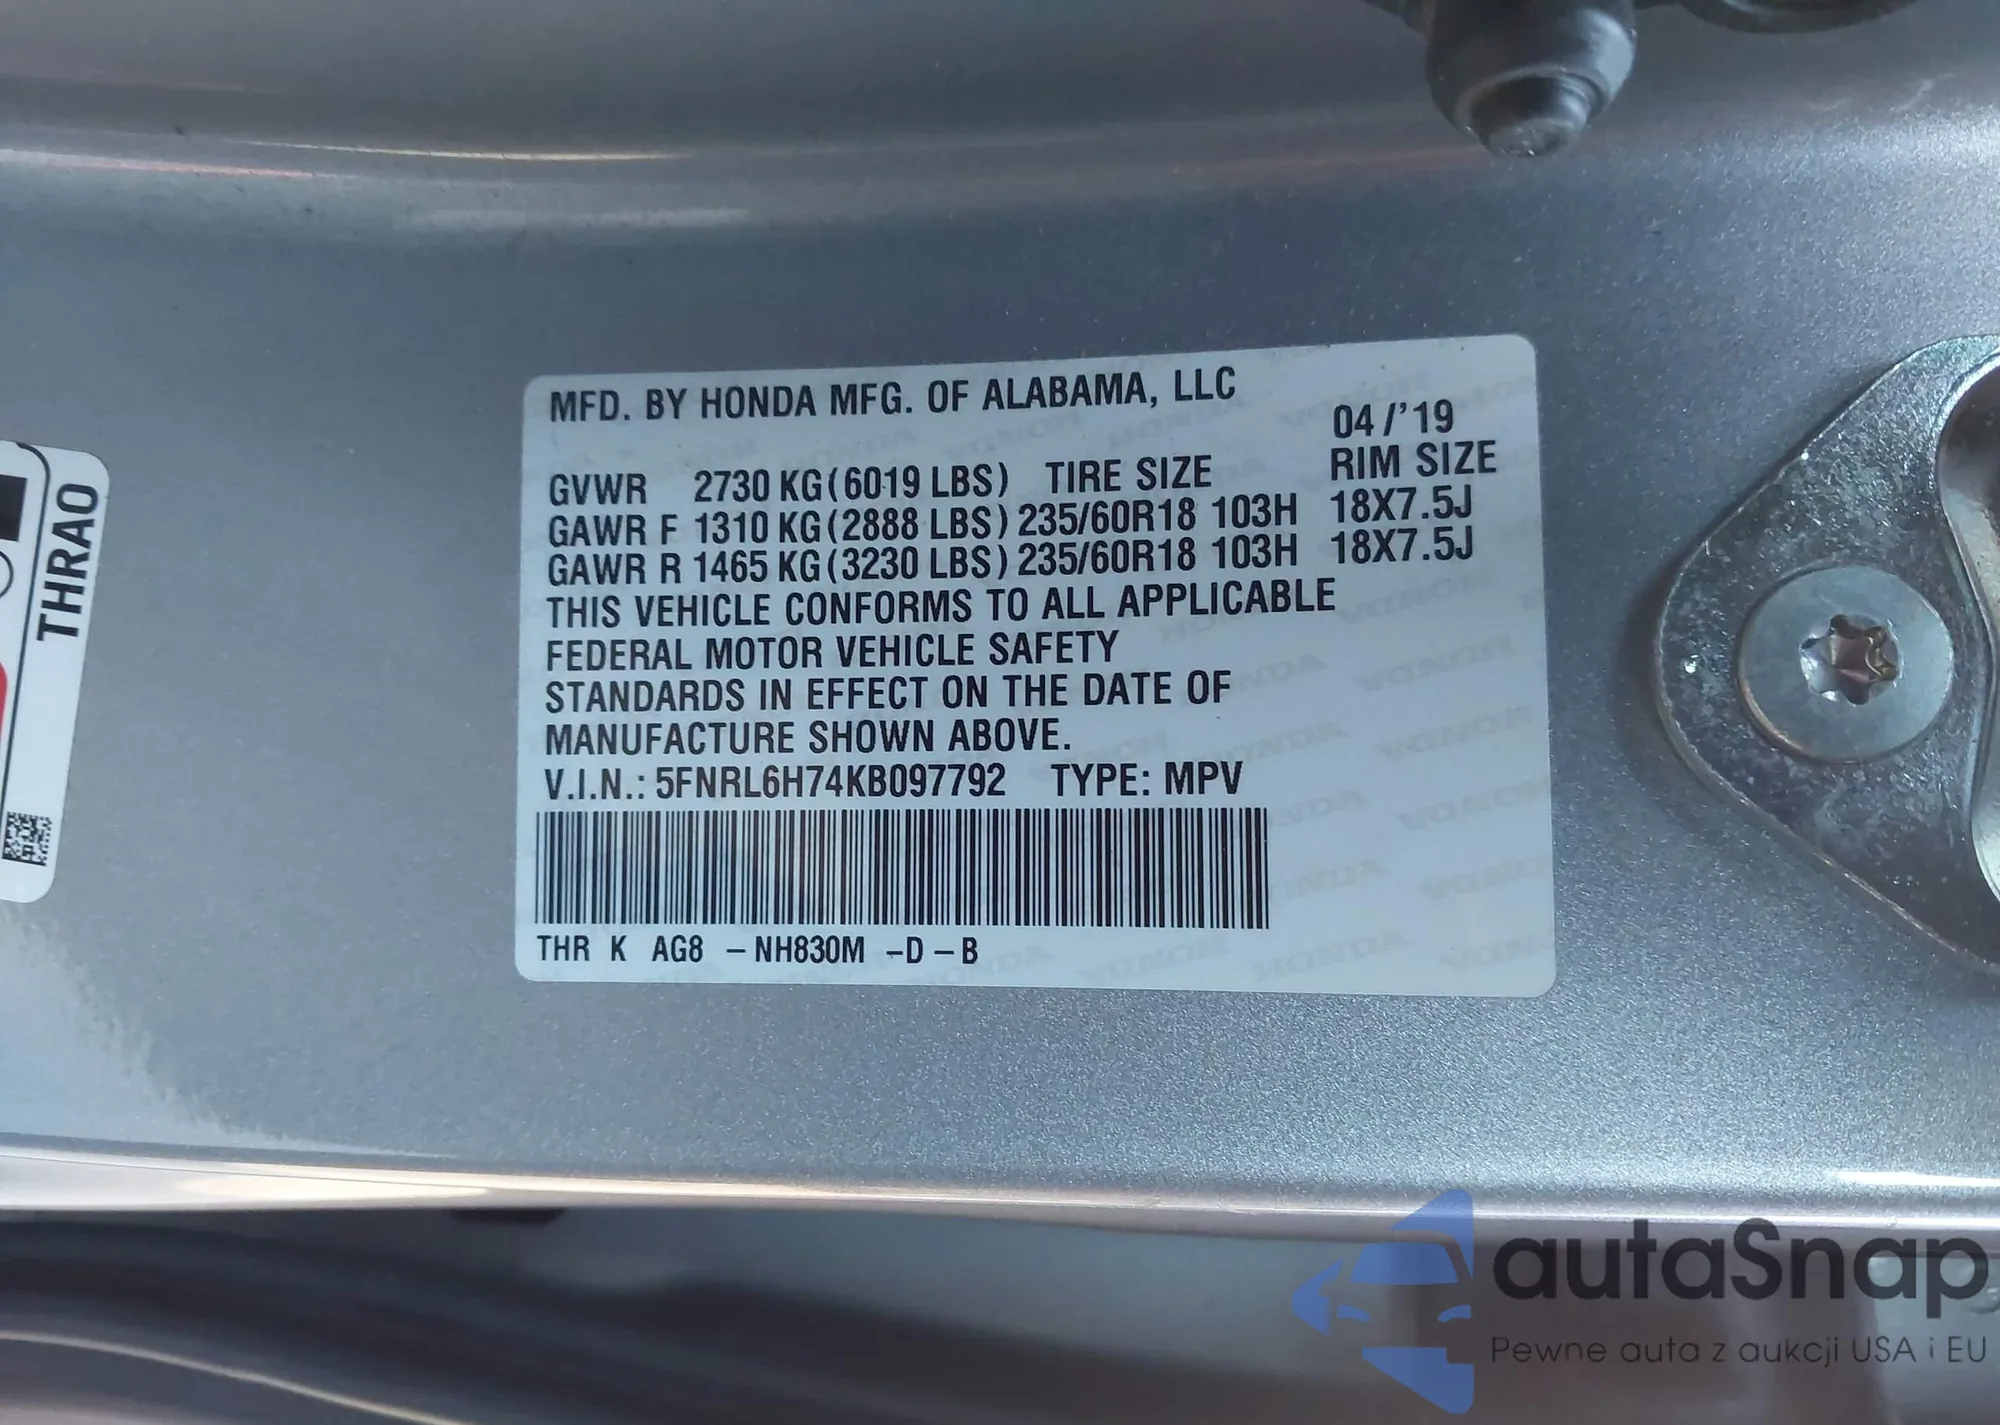 MFD. BY HONDA MFG. OF ALABAMA, LLC
04/'19
GVWR 2730 KG(6019 LBS) TIRE SIZE RIM SIZE
GAWR F 1310 KG(2888 LBS) 235/60R18 103H 18X7.5J
GAWR R 1465 KG(3230 LBS) 235/60R18 103H 18X7.5J
THIS VEHICLE CONFORMS TO ALL APPLICABLE
FEDERAL MOTOR VEHICLE SAFETY
STANDARDS IN EFFECT ON THE DATE OF
MANUFACTURE SHOWN ABOVE.
V.I.N.: 5FNRL6H74KB097792 TYPE: MPV
THR K AG8 -NH830M -D-B
THRAO
autaSnap
Pewne auta z aukcji USA i EU